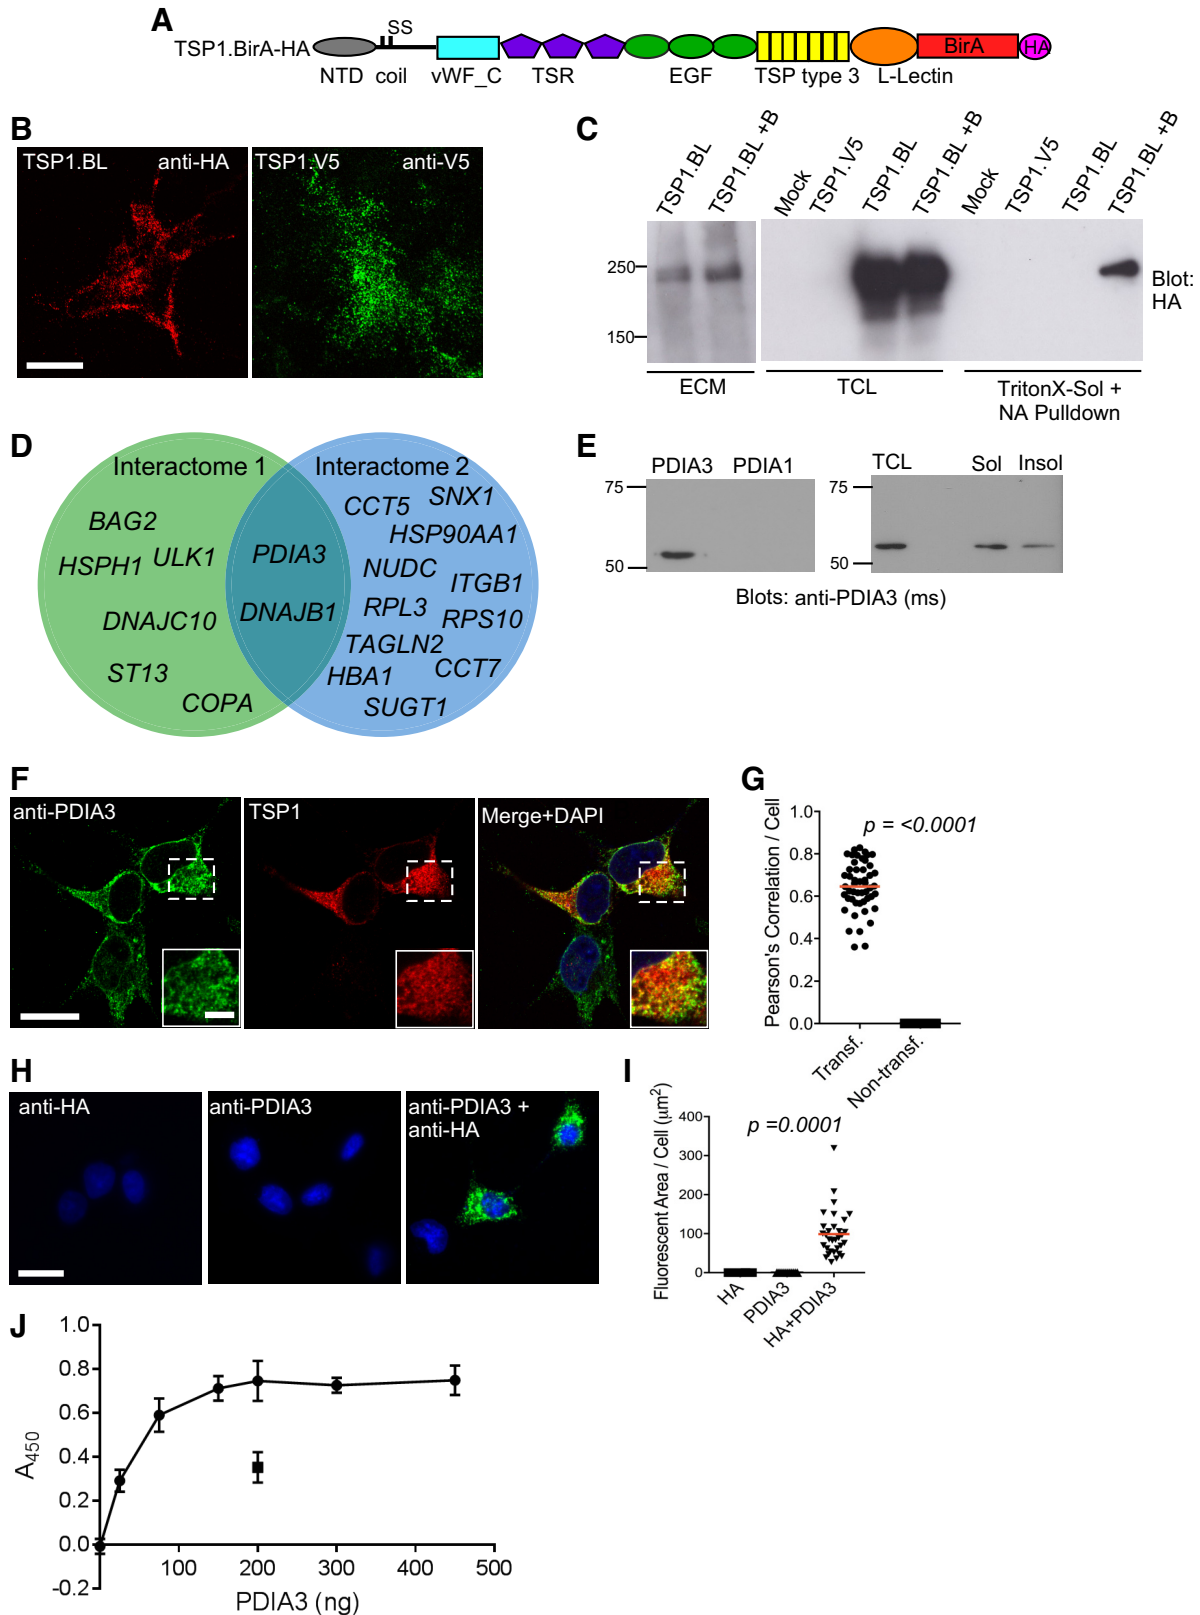 A
TSP1.BirA-HA
SS
BirA
HA
NTD coil vWF_C TSR EGF TSP type 3 L-Lectin
B
TSP1.BL anti-HA
TSP1.V5 anti-V5
C
TSP1.BL
TSP1.BL +B
Mock
TSP1.V5
TSP1.BL
TSP1.BL +B
Mock
TSP1.V5
TSP1.BL
TSP1.BL +B
250
150
Blot:
HA
ECM
TCL
TritonX-Sol +
NA Pulldown
D
Interactome 1
BAG2
HSPH1
ULK1
DNAJC10
ST13
COPA
PDIA3
DNAJB1
Interactome 2
CCT5
SNX1
HSP90AA1
NUDC
ITGB1
RPL3
RPS10
TAGLN2
HBA1
CCT7
SUGT1
E
PDIA3 PDIA1
75
50
TCL Sol Insol
75
50
Blots: anti-PDIA3 (ms)
F
anti-PDIA3
TSP1
Merge+DAPI
G
Pearson's Correlation / Cell
1.0
0.8
0.6
0.4
0.2
0.0
p = <0.0001
Transf.
Non-transf.
H
anti-HA
anti-PDIA3
anti-PDIA3 +
anti-HA
I
Fluorescent Area / Cell (µm2)
400
300
200
100
0
p =0.0001
HA
PDIA3
HA+PDIA3
J
A450
1.0
0.8
0.6
0.4
0.2
0.0
-0.2
100 200 300 400 500
PDIA3 (ng)